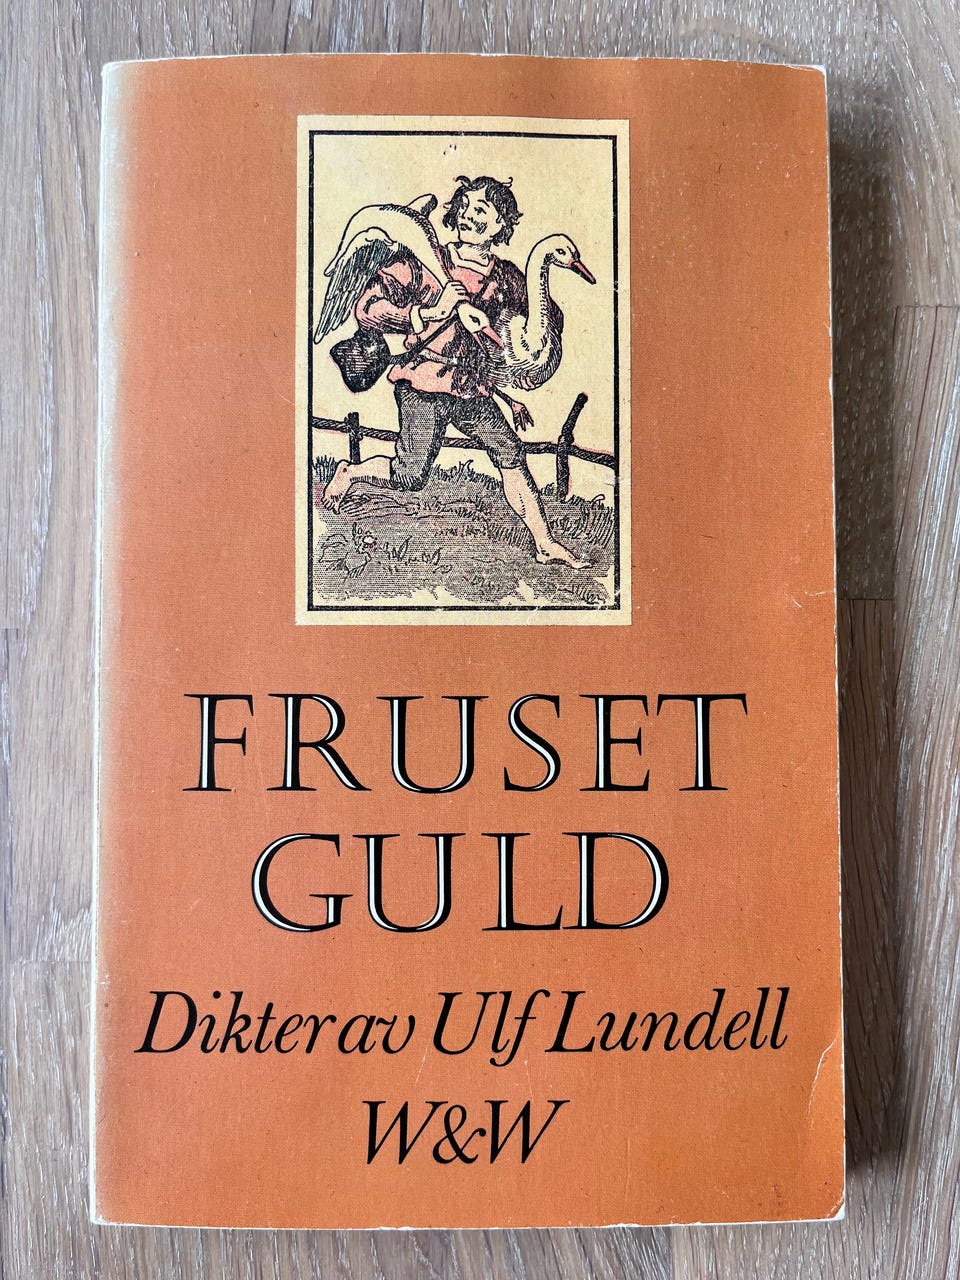 FRUSET
GULD
Dikter av Ulf Lundell
W&W